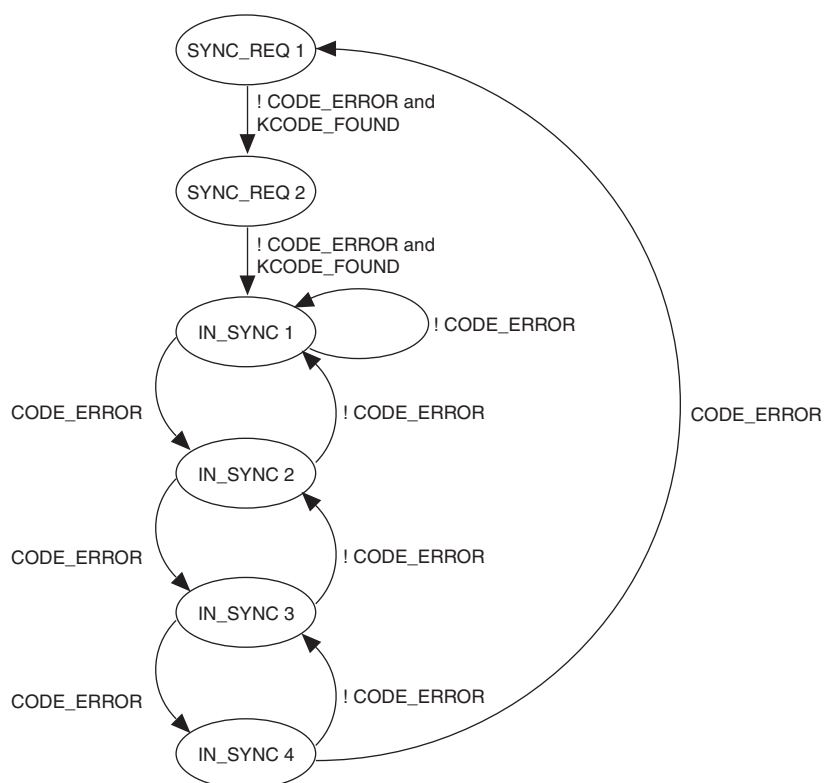 SYNC_REQ 1
! CODE_ERROR and
KCODE_FOUND
SYNC_REQ 2
! CODE_ERROR and
KCODE_FOUND
IN_SYNC 1
! CODE_ERROR
CODE_ERROR
! CODE_ERROR
CODE_ERROR
IN_SYNC 2
CODE_ERROR
! CODE_ERROR
IN_SYNC 3
CODE_ERROR
! CODE_ERROR
IN_SYNC 4